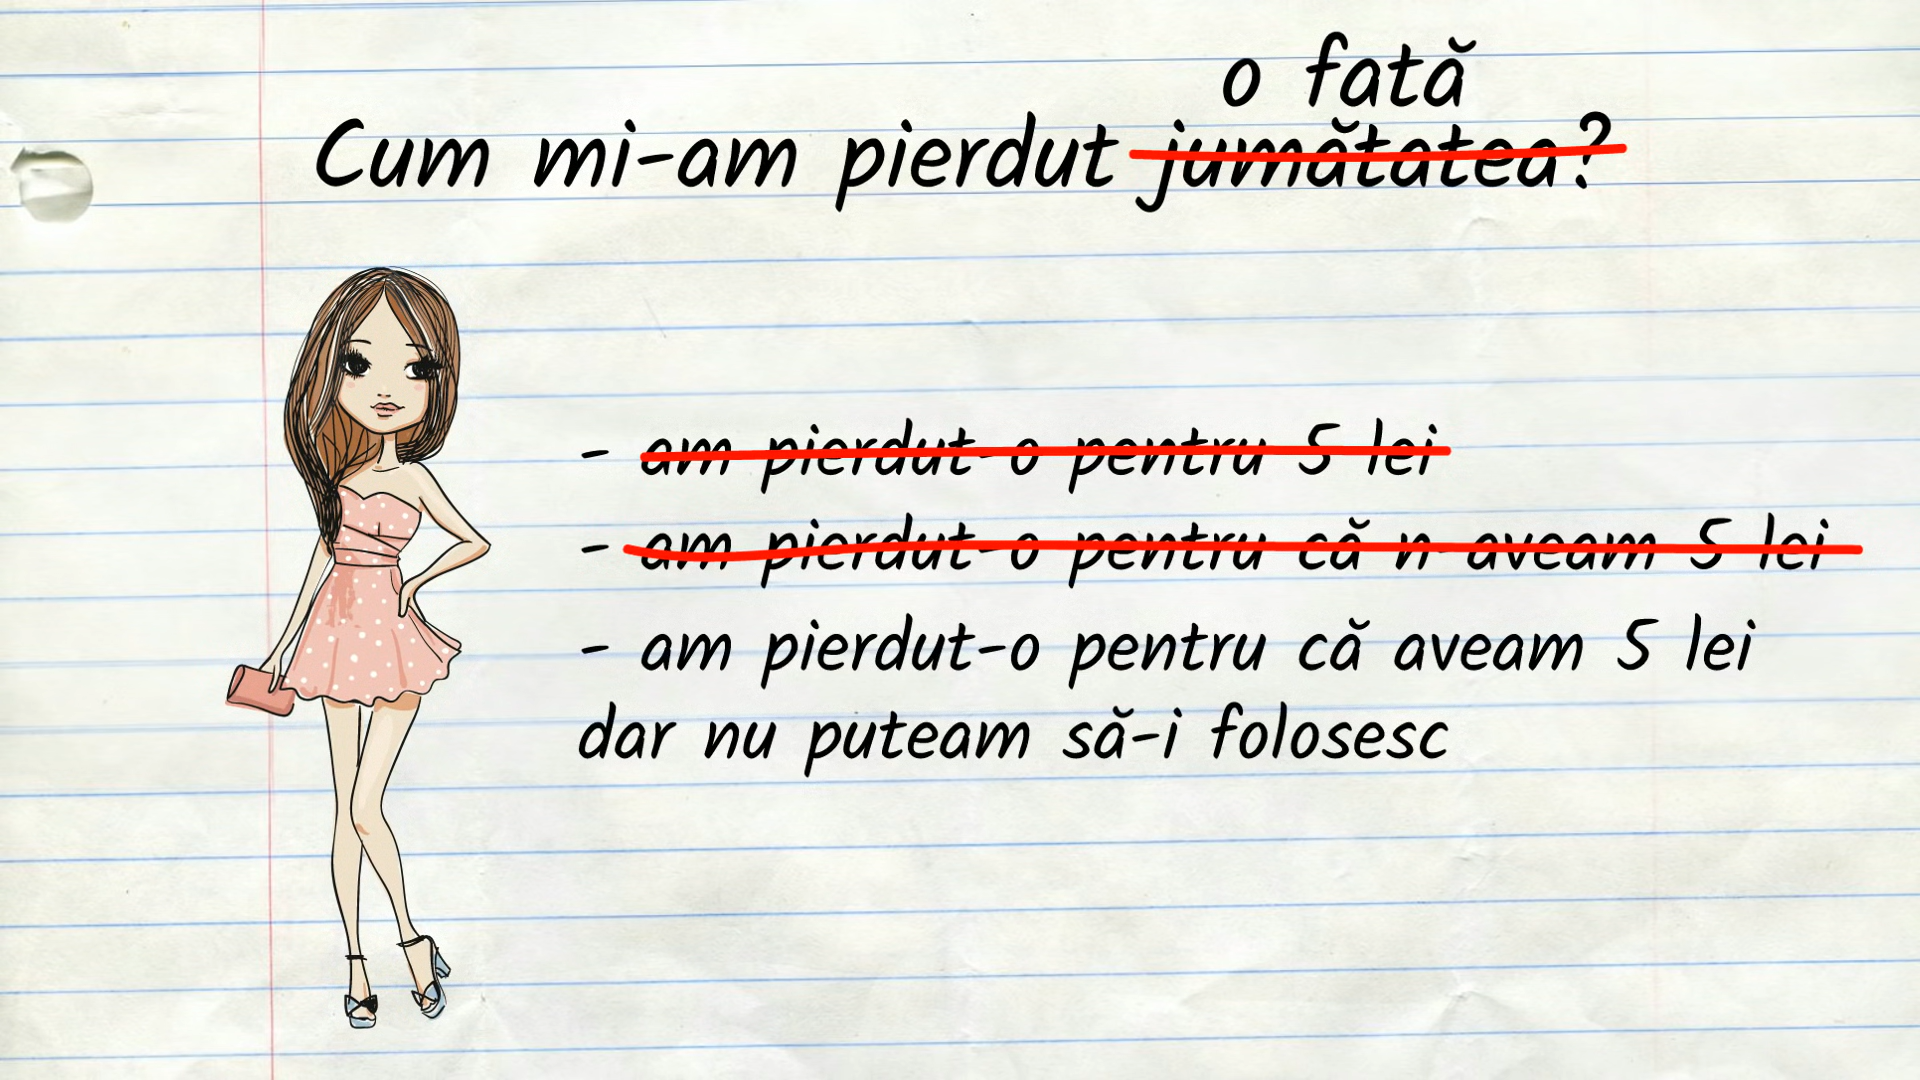 o fată
Cum mi-am pierdut jumătatea?
- am pierdut-o pentru 5 lei
- am pierdut-o pentru că n-aveam 5 lei
- am pierdut-o pentru că aveam 5 lei
dar nu puteam să-i folosesc